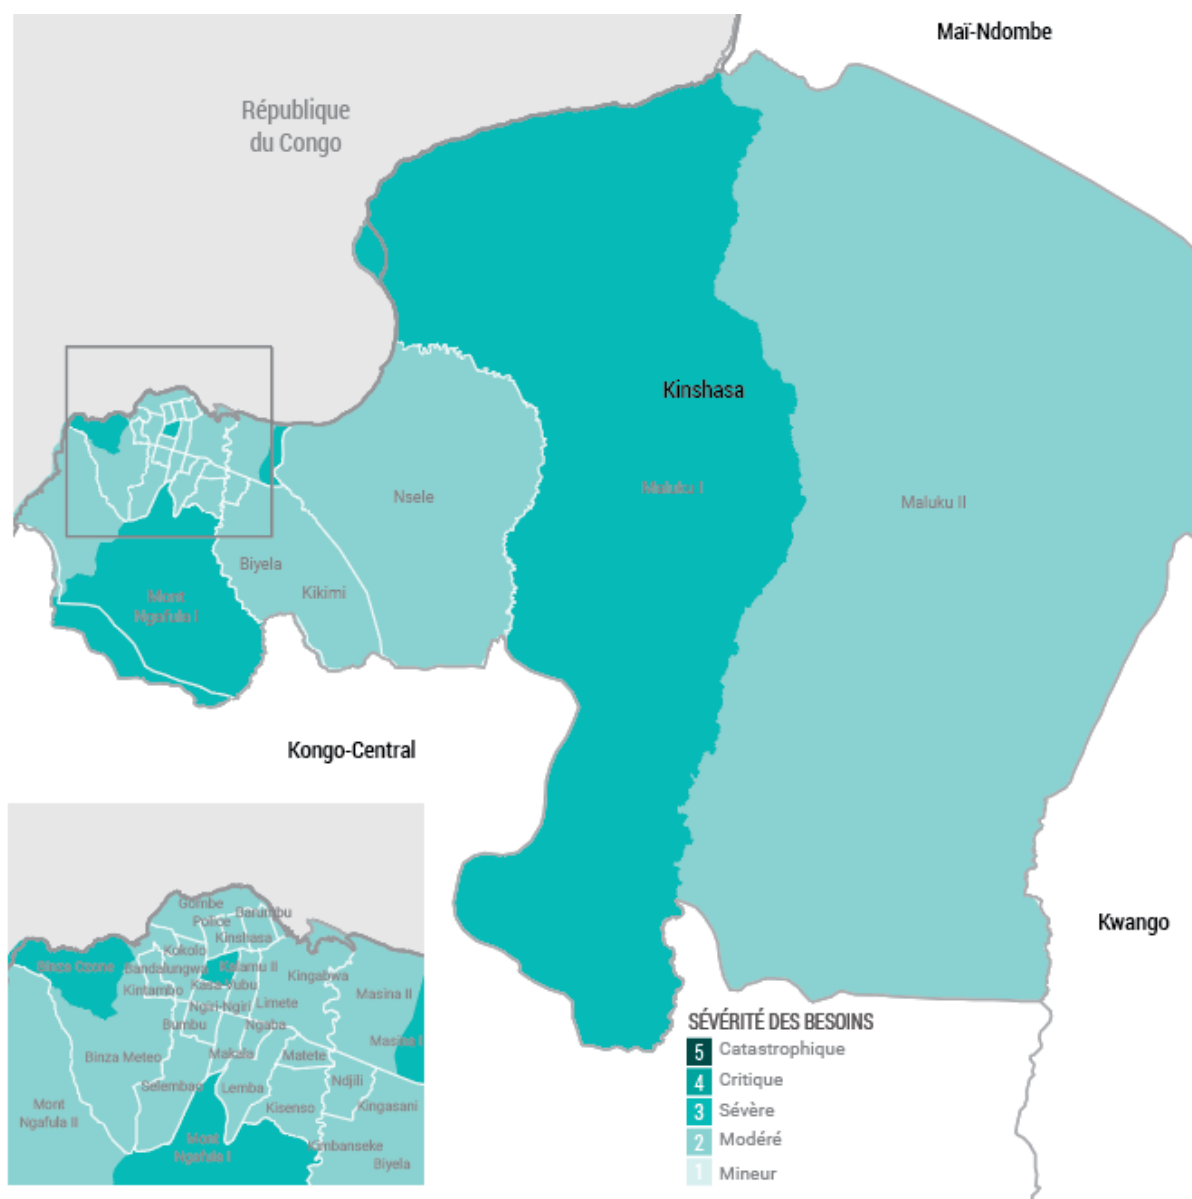 Maï-Ndombe
République
du Congo
Kinshasa
Maluku I
Maluku II
Nsele
Biyela
Kikimi
Mont
Ngafula I
Kongo-Central
Kwango
Gombe
Police
Barumbu
Kinshasa
Kokolo
Binza Ozone
Bandalungwa
Kalamu II
Kingabwa
Kasa-Vubu
Kintambo
Masina II
Ngiri-Ngiri
Limete
Bumbu
Ngaba
Masina I
Binza Meteo
Makala
Matete
Selembao
Lemba
Ndjili
Mont
Ngafula II
Kisenso
Kingasani
Mont
Ngafula I
Kimbanseke
Biyela
SÉVÉRITÉ DES BESOINS
5 Catastrophique
4 Critique
3 Sévère
2 Modéré
1 Mineur